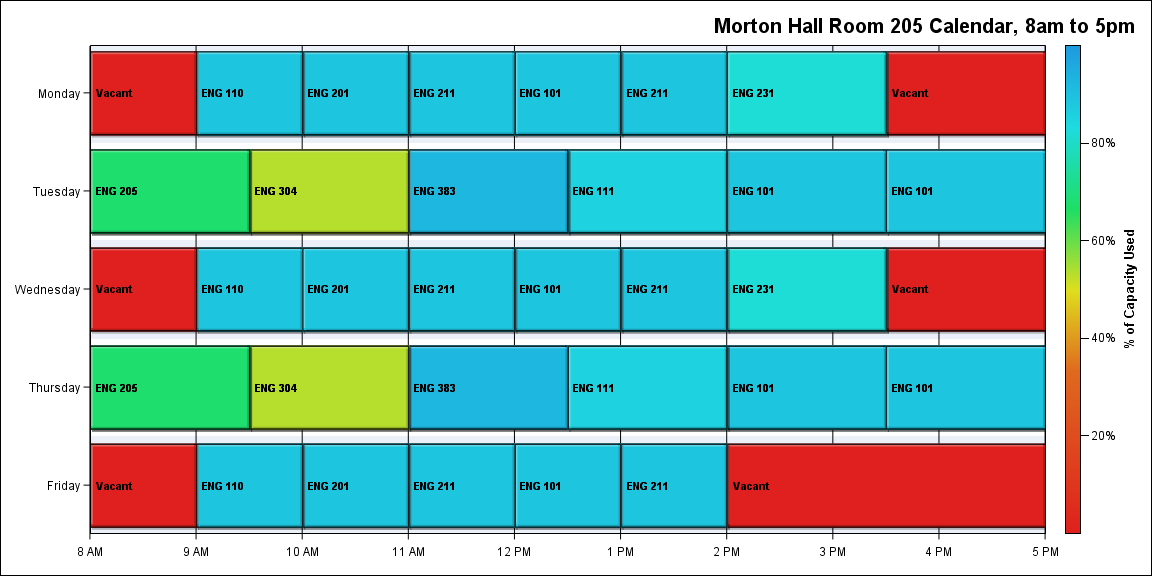 Morton Hall Room 205 Calendar, 8am to 5pm
Monday
Vacant
ENG 110
ENG 201
ENG 211
ENG 101
ENG 211
ENG 231
Vacant
Tuesday
ENG 205
ENG 304
ENG 383
ENG 111
ENG 101
ENG 101
Wednesday
Vacant
ENG 110
ENG 201
ENG 211
ENG 101
ENG 211
ENG 231
Vacant
Thursday
ENG 205
ENG 304
ENG 383
ENG 111
ENG 101
ENG 101
Friday
Vacant
ENG 110
ENG 201
ENG 211
ENG 101
ENG 211
Vacant
8 AM
9 AM
10 AM
11 AM
12 PM
1 PM
2 PM
3 PM
4 PM
5 PM
80%
60%
40%
20%
% of Capacity Used